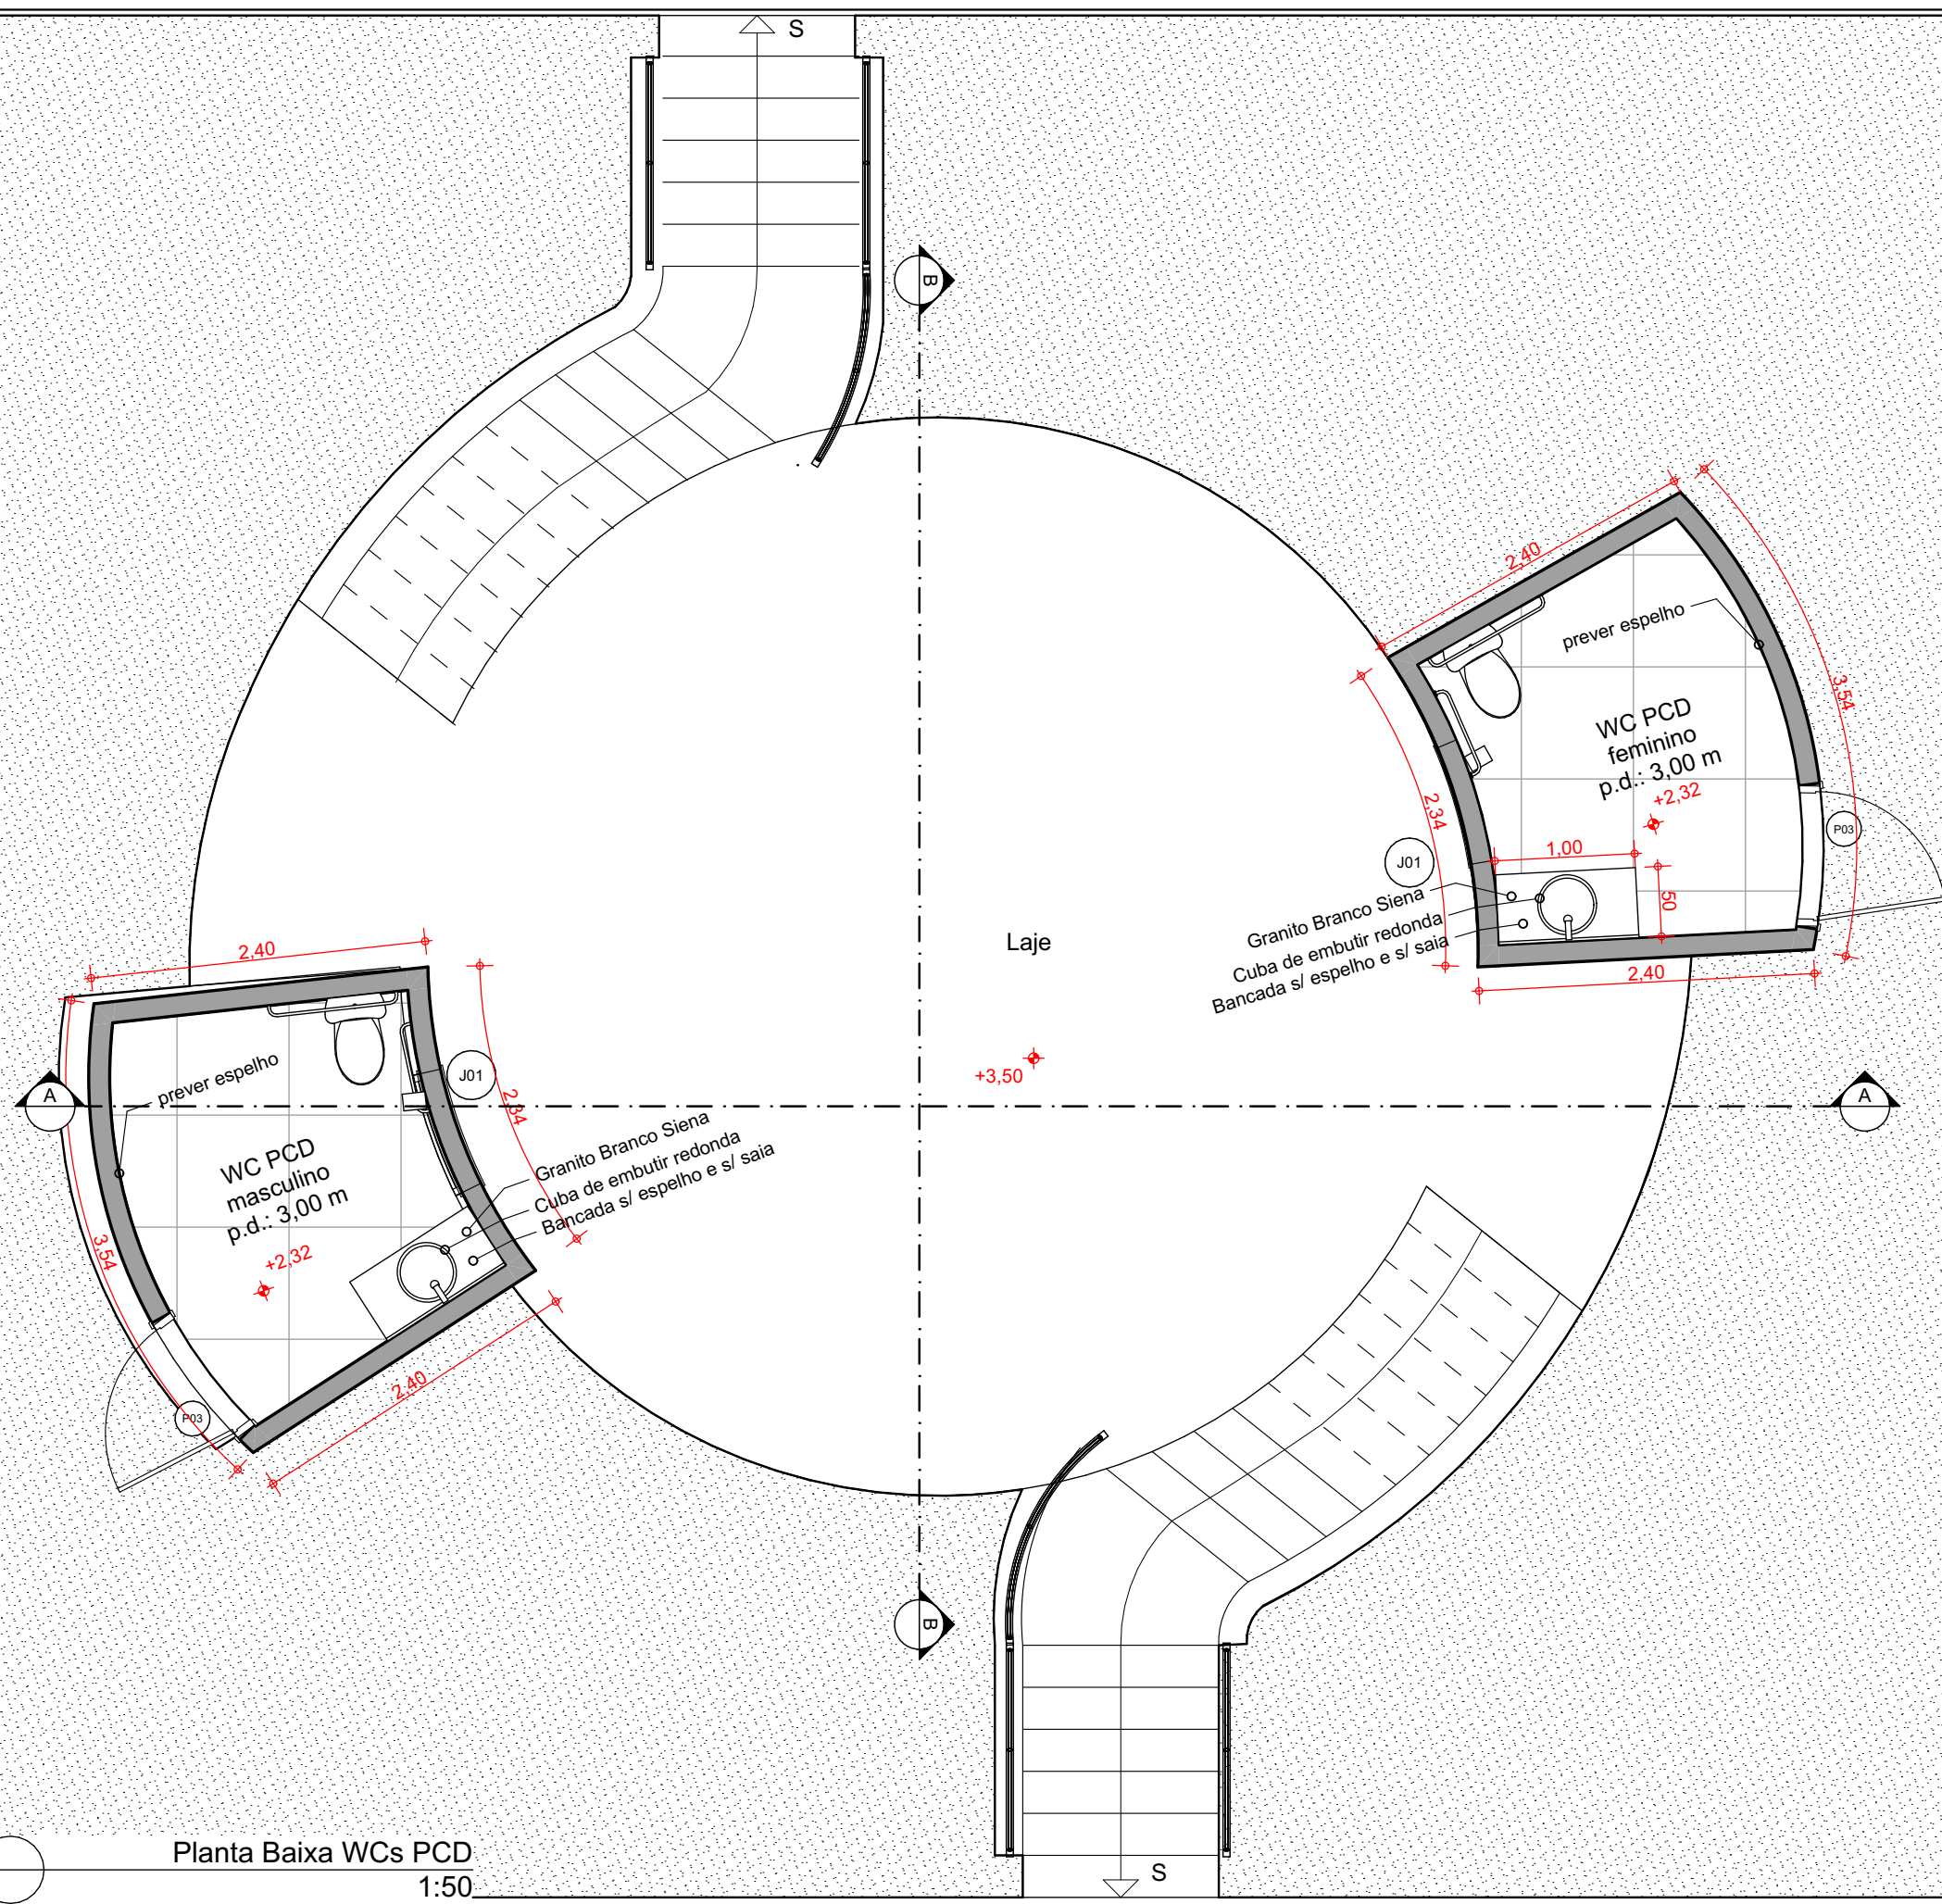 S
B
2,40
prever espelho
3,54
WC PCD
feminino
p.d.: 3,00 m
+2,32
P03
2,34
J01
1,00
50
Granito Branco Siena
Cuba de embutir redonda
Bancada s/ espelho e s/ saia
2,40
Laje
+3,50
2,40
J01
prever espelho
A
A
2,34
WC PCD
masculino
p.d.: 3,00 m
+2,32
Granito Branco Siena
Cuba de embutir redonda
Bancada s/ espelho e s/ saia
3,54
2,40
P03
B
S
Planta Baixa WCs PCD
1:50